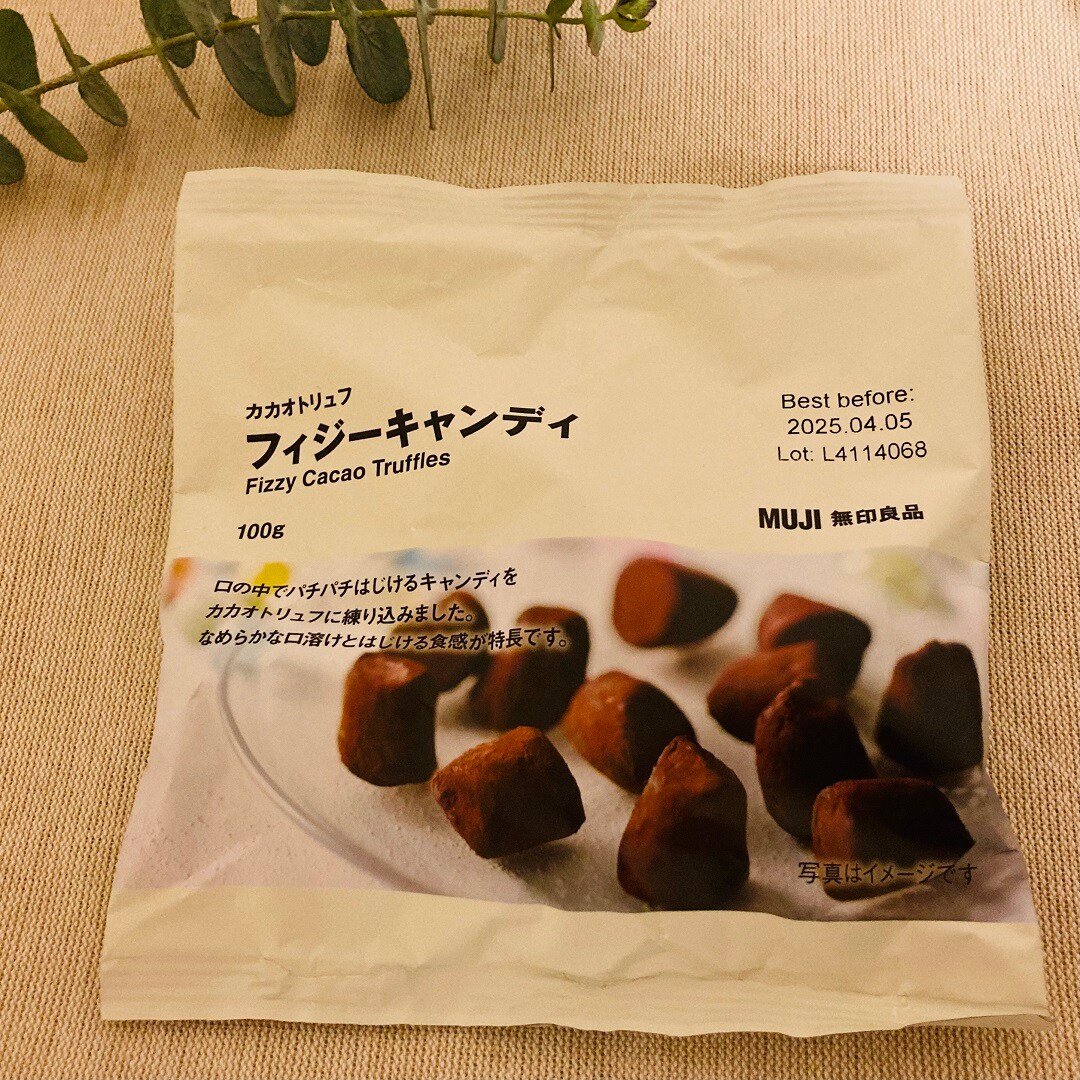 カカオトリュフ
フィジーキャンディ
Fizzy Cacao Truffles
100g
Best before:
2025.04.05
Lot: L4114068
MUJI 無印良品
口の中でパチパチはじけるキャンディを
カカオトリュフに練り込みました。
なめらかな口溶けとはじける食感が特長です。
写真はイメージです